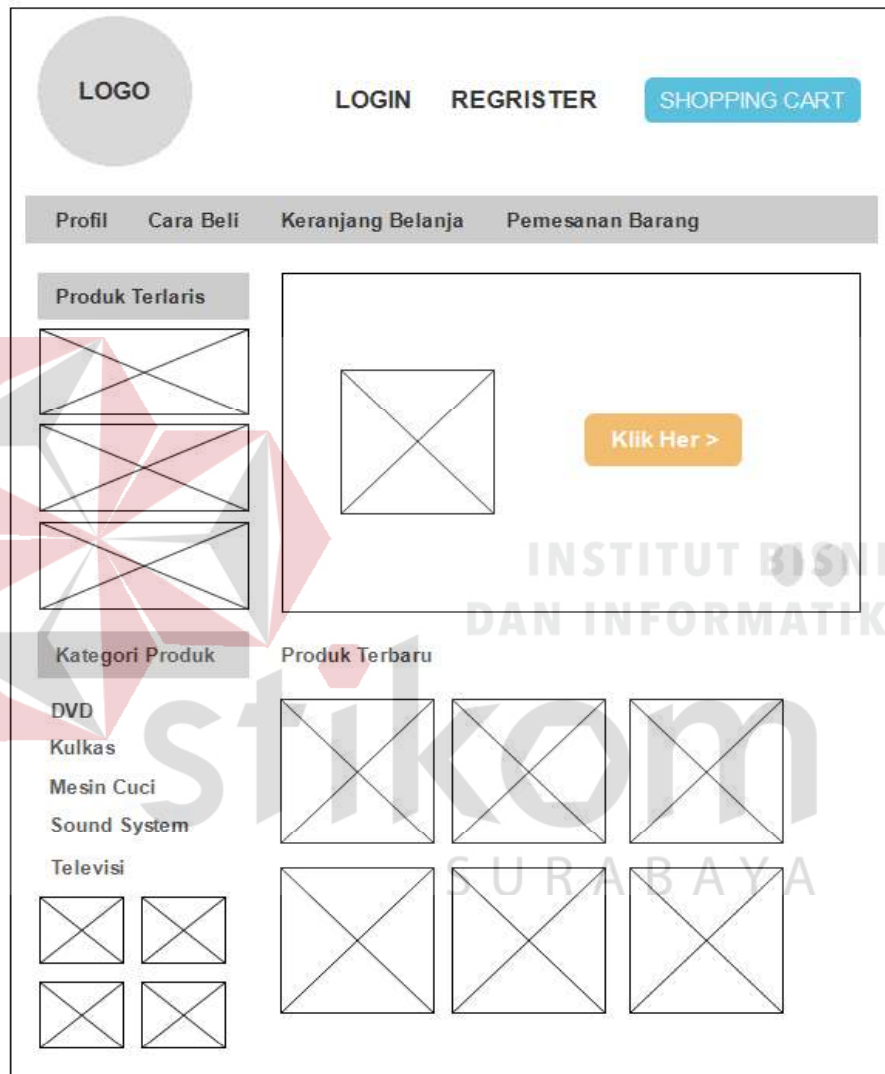 LOGO
LOGIN REGRISTER SHOPPING CART
Profil Cara Beli Keranjang Belanja Pemesanan Barang
Produk Terlaris
Klik Her >
INSTITUT BISNI
DAN INFORMATIK
Kategori Produk
Produk Terbaru
DVD
Kulkas
Mesin Cuci
Sound System
Televisi
stikom
SURABAYA